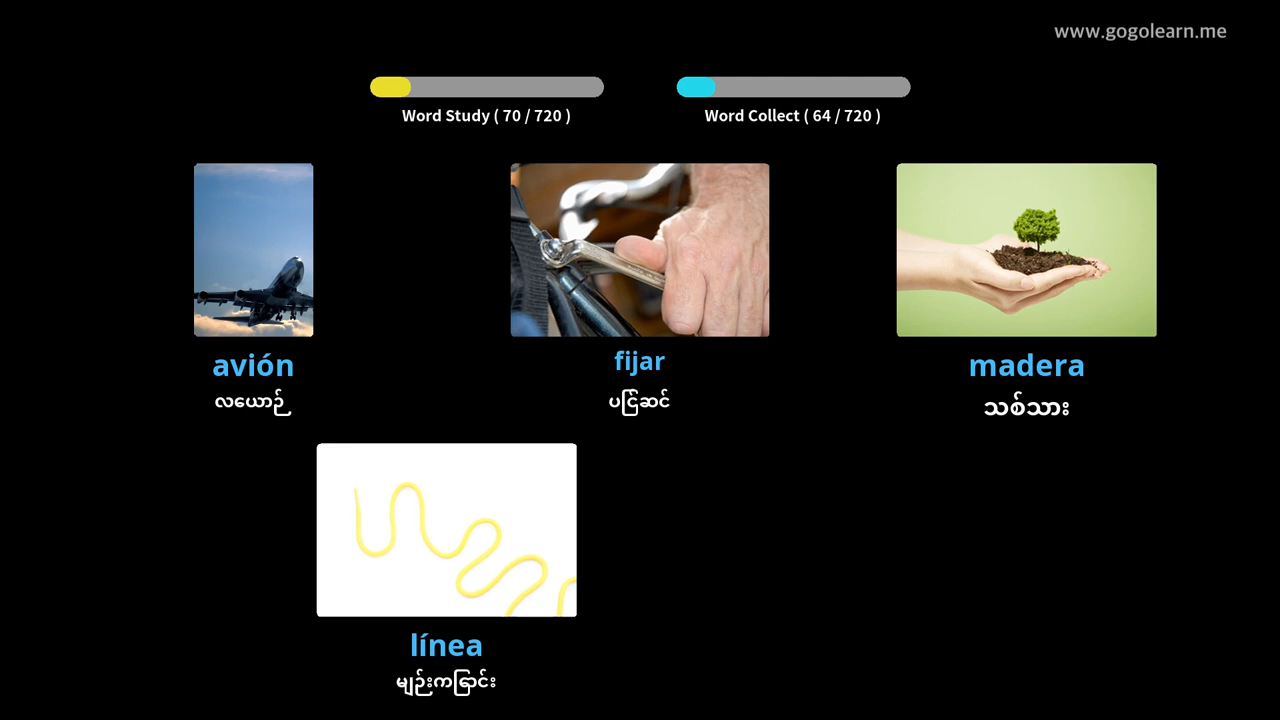 www.gogolearn.me
Word Study ( 70 / 720 )
Word Collect ( 64 / 720 )
avión
fijar
madera
လေယာဉ်
ပြင်ဆင်
သစ်သား
línea
မျဉ်းကြောင်း